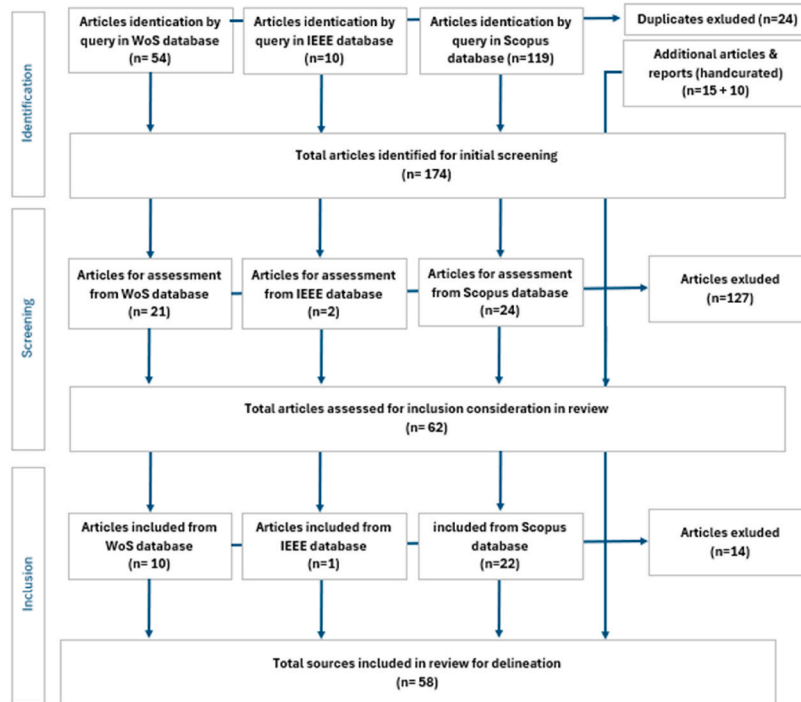 Identification
Articles identication by
query in WoS database
(n= 54)
Articles identication by
query in IEEE database
(n=10)
Articles identication by
query in Scopus
database (n=119)
Duplicates exluded (n=24)
Additional articles &
reports (handcurated)
(n=15 + 10)
Total articles identified for initial screening
(n= 174)
Screening
Articles for assessment
from WoS database
(n= 21)
Articles for assessment
from IEEE database
(n=2)
Articles for assessment
from Scopus database
(n=24)
Articles exluded
(n=127)
Total articles assessed for inclusion consideration in review
(n= 62)
Inclusion
Articles included from
WoS database
(n= 10)
Articles included from
IEEE database
(n=1)
included from Scopus
database
(n=22)
Articles exluded
(n=14)
Total sources included in review for delineation
(n= 58)